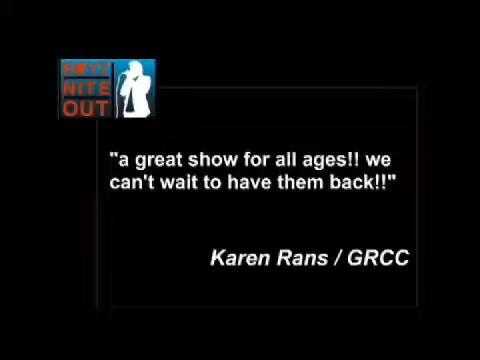 BOYZ
NITE
OUT
"a great show for all ages!! we
can't wait to have them back!!"
Karen Rans / GRCC